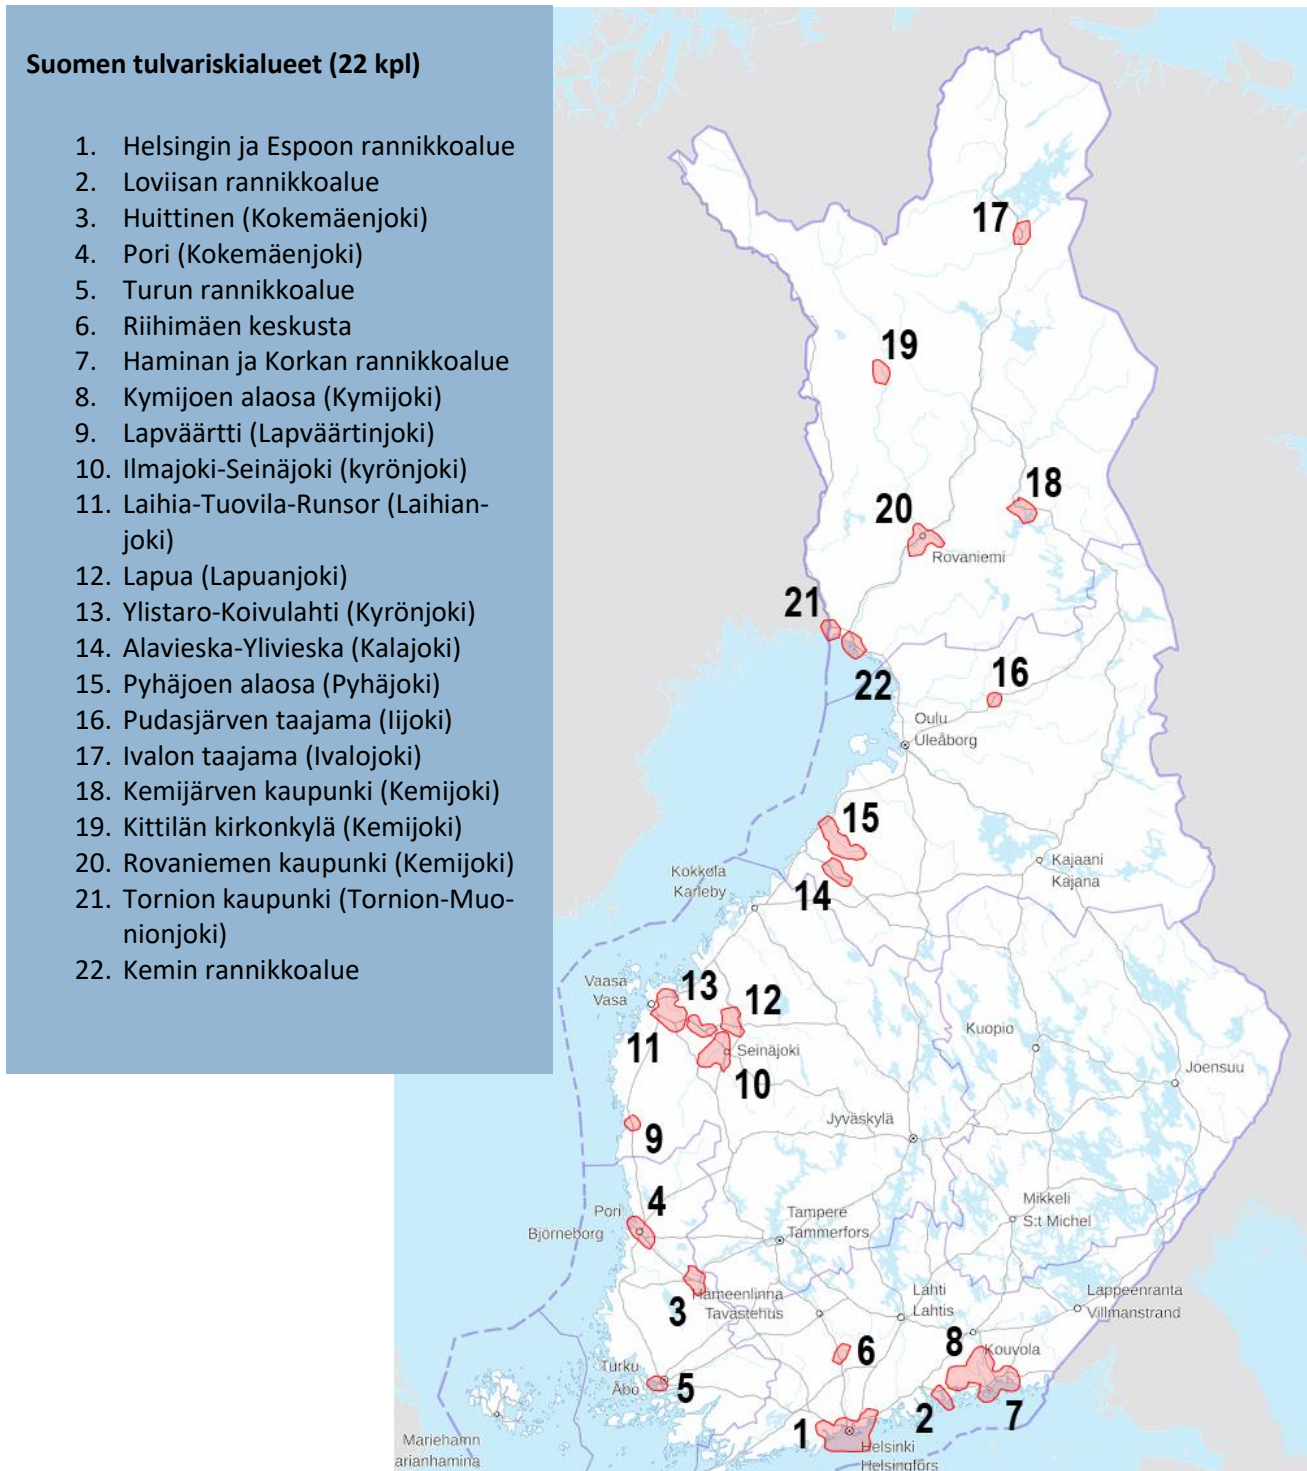 Suomen tulvariskialueet (22 kpl)
1. Helsingin ja Espoon rannikkoalue
2. Loviisan rannikkoalue
3. Huittinen (Kokemäenjoki)
4. Pori (Kokemäenjoki)
5. Turun rannikkoalue
6. Riihimäen keskusta
7. Haminan ja Korkan rannikkoalue
8. Kymijoen alaosa (Kymijoki)
9. Lapväärtti (Lapväärtinjoki)
10. Ilmajoki-Seinäjoki (kyrönjoki)
11. Laihia-Tuovila-Runsor (Laihian-
joki)
12. Lapua (Lapuanjoki)
13. Ylistaro-Koivulahti (Kyrönjoki)
14. Alavieska-Ylivieska (Kalajoki)
15. Pyhäjoen alaosa (Pyhäjoki)
16. Pudasjärven taajama (Iijoki)
17. Ivalon taajama (Ivalojoki)
18. Kemijärven kaupunki (Kemijoki)
19. Kittilän kirkonkylä (Kemijoki)
20. Rovaniemen kaupunki (Kemijoki)
21. Tornion kaupunki (Tornion-Muo-
nionjoki)
22. Kemin rannikkoalue
17
19
18
20
Rovaniemi
21
22
16
Oulu
Uleåborg
15
14
Kokkola
Karleby
Kajaani
Kajana
Vaasa
Vasa
13
12
11
Seinäjoki
10
Kuopio
Joensuu
9
Jyväskylä
4
Pori
Björneborg
Tampere
Tammerfors
Mikkeli
S:t Michel
3
Hämeenlinna
Tavastehus
Lahti
Lahtis
Lappeenranta
Villmanstrand
6
8
Kouvola
Turku
Åbo
5
1
2
7
Helsinki
Helsingfors
Mariehamn
arianhamina